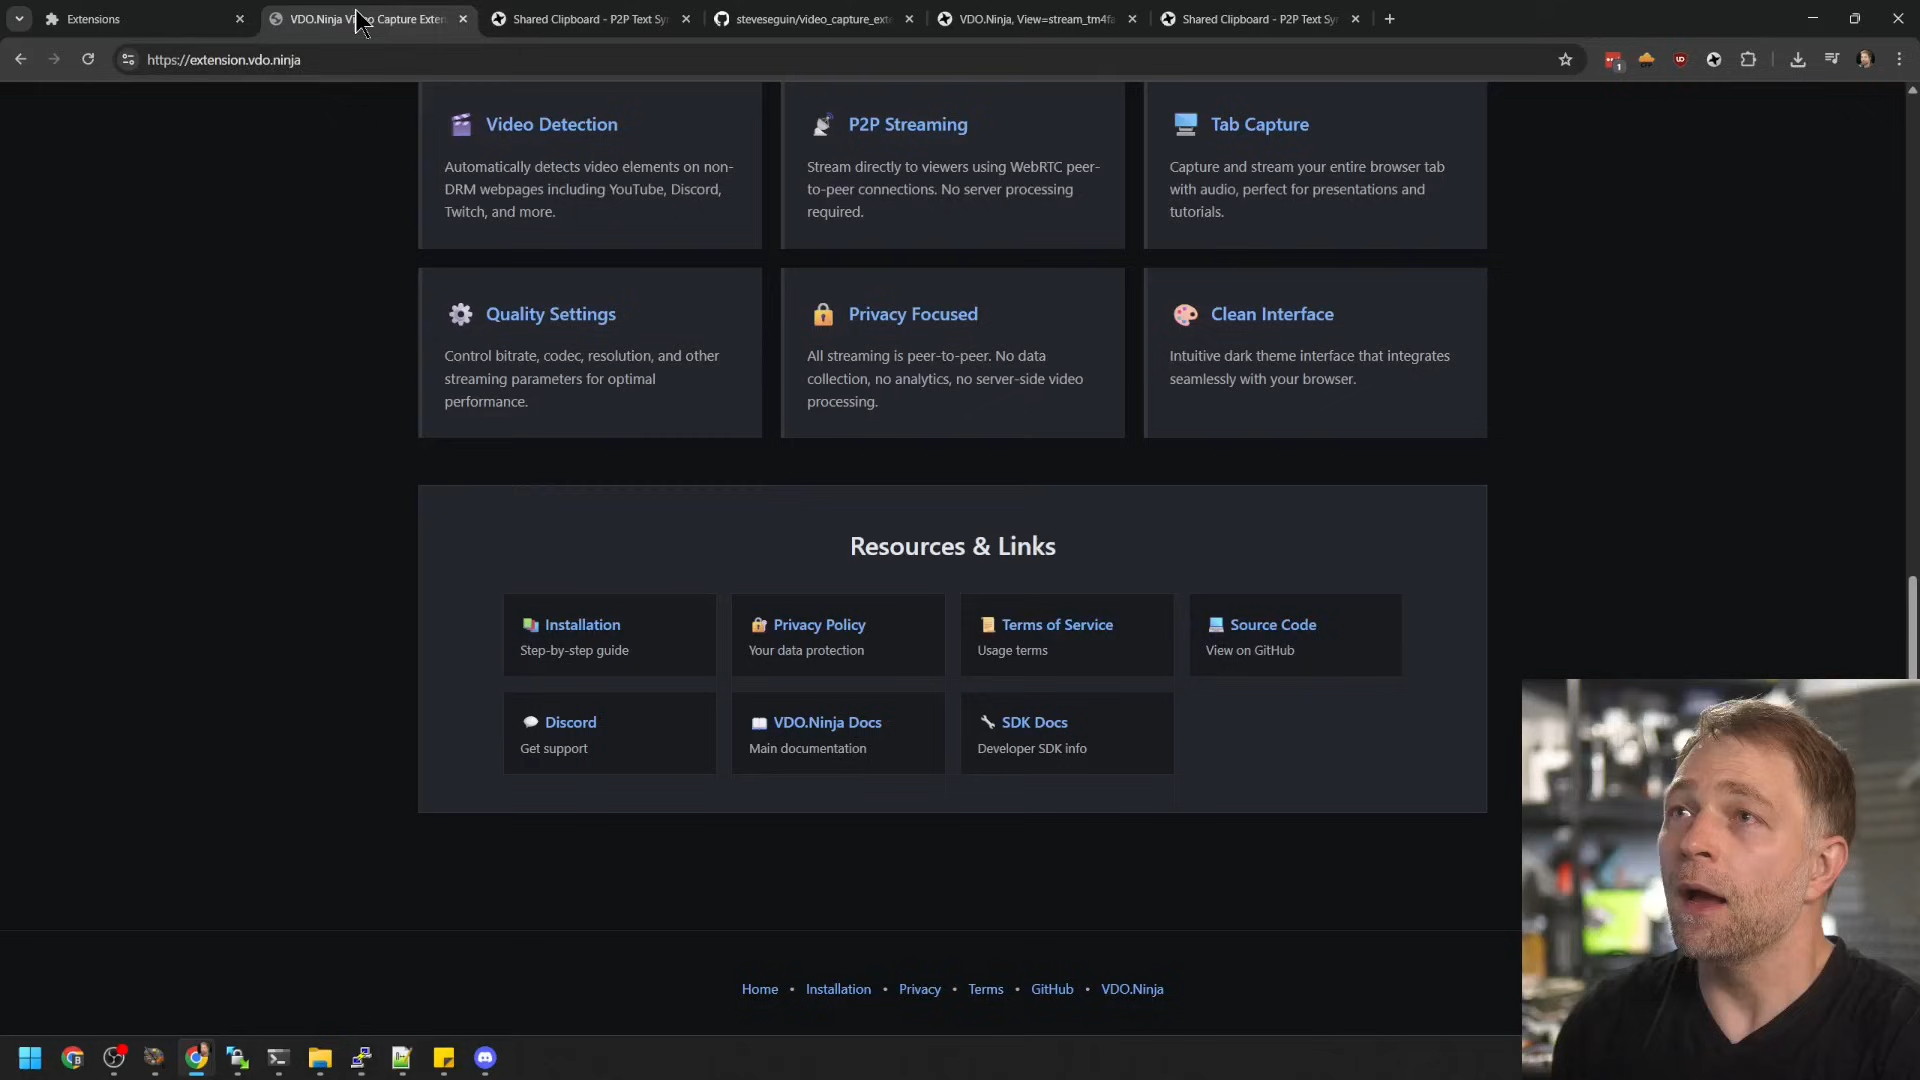 Extensions
VDO.Ninja Video Capture Exten
Shared Clipboard - P2P Text Syn
steveseguin/video_capture_exte
VDO.Ninja, View=stream_tm4fa
Shared Clipboard - P2P Text Syn
https://extension.vdo.ninja
1
Video Detection
Automatically detects video elements on non-
DRM webpages including YouTube, Discord,
Twitch, and more.
P2P Streaming
Stream directly to viewers using WebRTC peer-
to-peer connections. No server processing
required.
Tab Capture
Capture and stream your entire browser tab
with audio, perfect for presentations and
tutorials.
Quality Settings
Control bitrate, codec, resolution, and other
streaming parameters for optimal
performance.
Privacy Focused
All streaming is peer-to-peer. No data
collection, no analytics, no server-side video
processing.
Clean Interface
Intuitive dark theme interface that integrates
seamlessly with your browser.
Resources & Links
Installation
Step-by-step guide
Privacy Policy
Your data protection
Terms of Service
Usage terms
Source Code
View on GitHub
Discord
Get support
VDO.Ninja Docs
Main documentation
SDK Docs
Developer SDK info
Home • Installation • Privacy • Terms • GitHub • VDO.Ninja